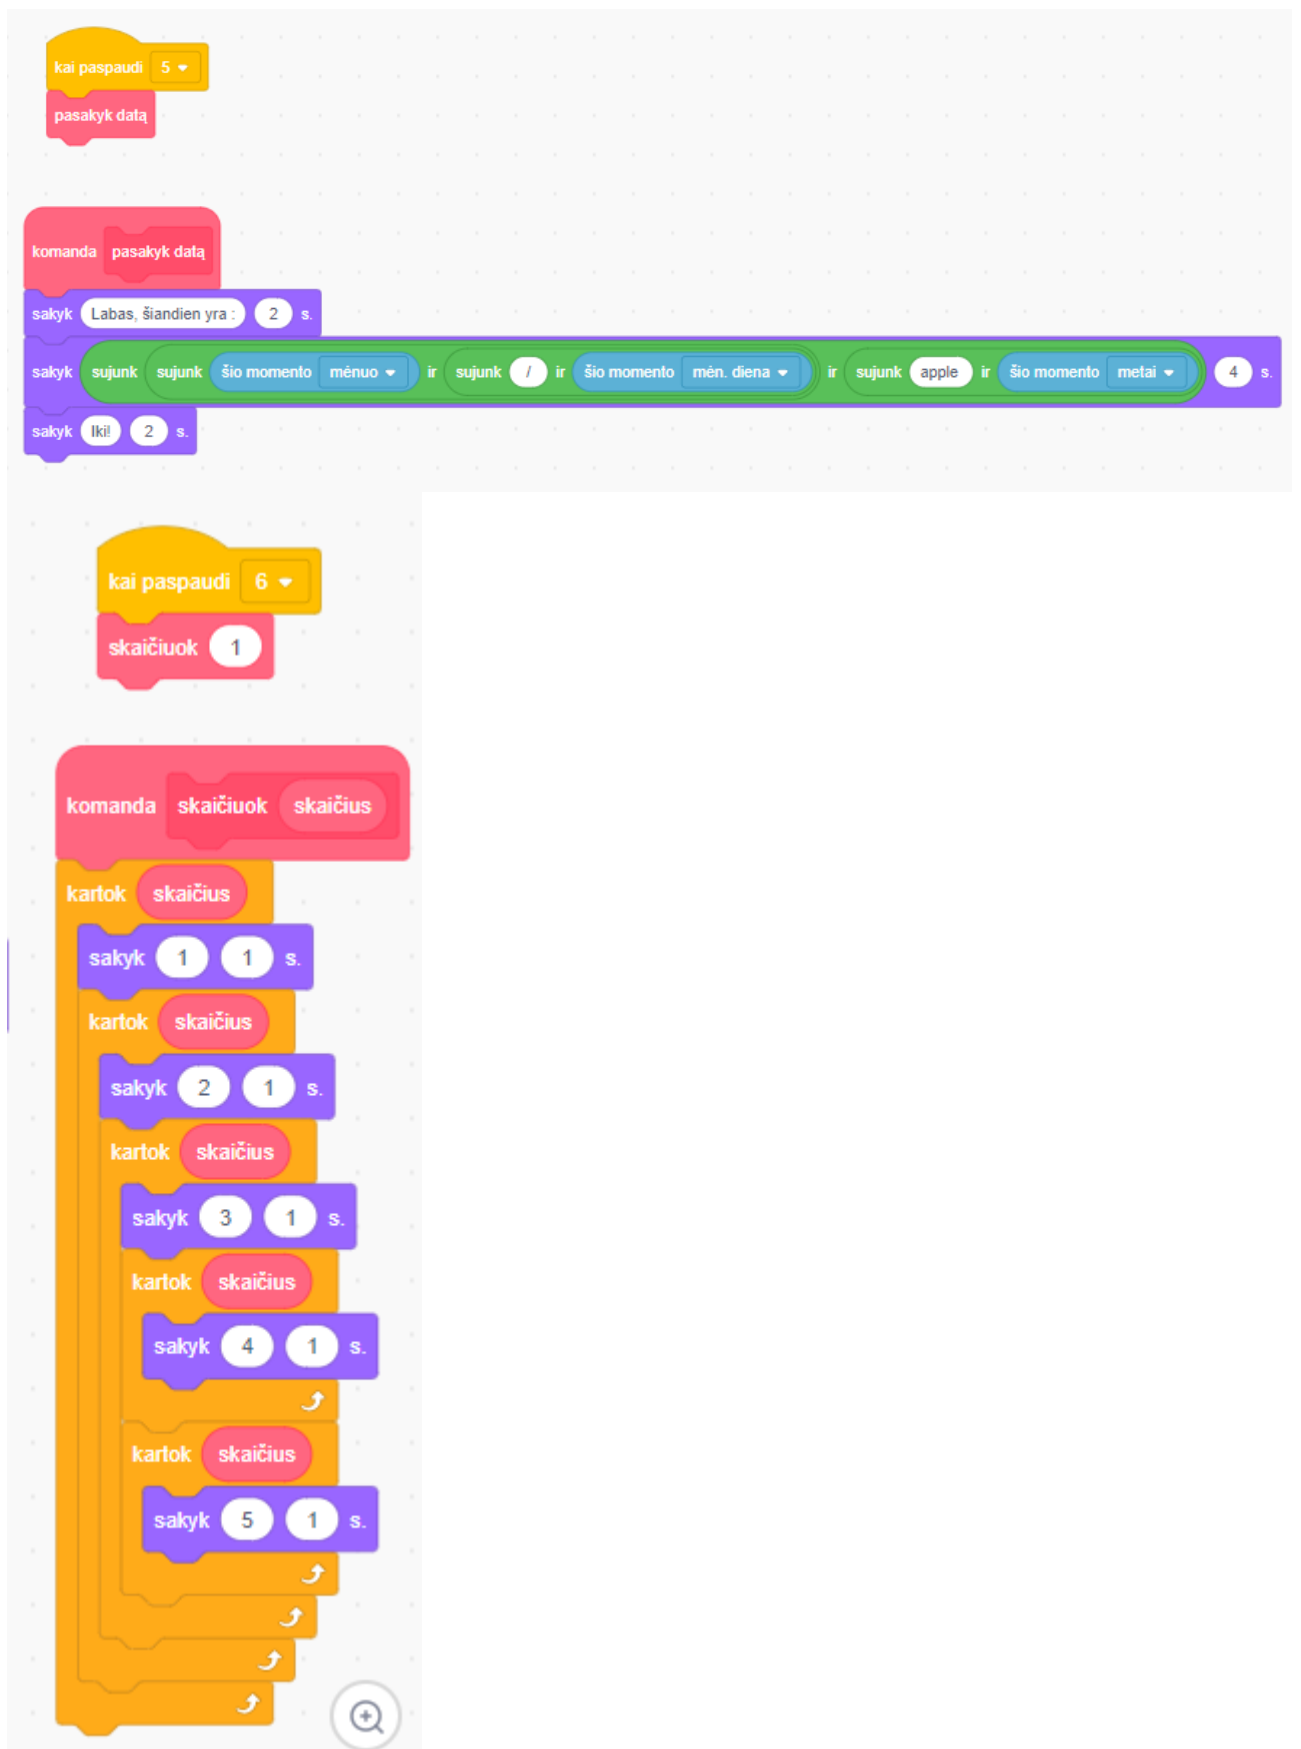 kai paspaudi 5
pasakyk datą
komanda pasakyk datą
sakyk Labas, šiandien yra : 2 s.
sakyk sujunk sujunk šio momento mėnuo ir sujunk / ir šio momento mėn. diena ir sujunk apple ir šio momento metai 4 s.
sakyk Iki! 2 s.
kai paspaudi 6
skaičiuok 1
komanda skaičiuok skaičius
kartok skaičius
sakyk 1 1 s.
kartok skaičius
sakyk 2 1 s.
kartok skaičius
sakyk 3 1 s.
kartok skaičius
sakyk 4 1 s.
kartok skaičius
sakyk 5 1 s.